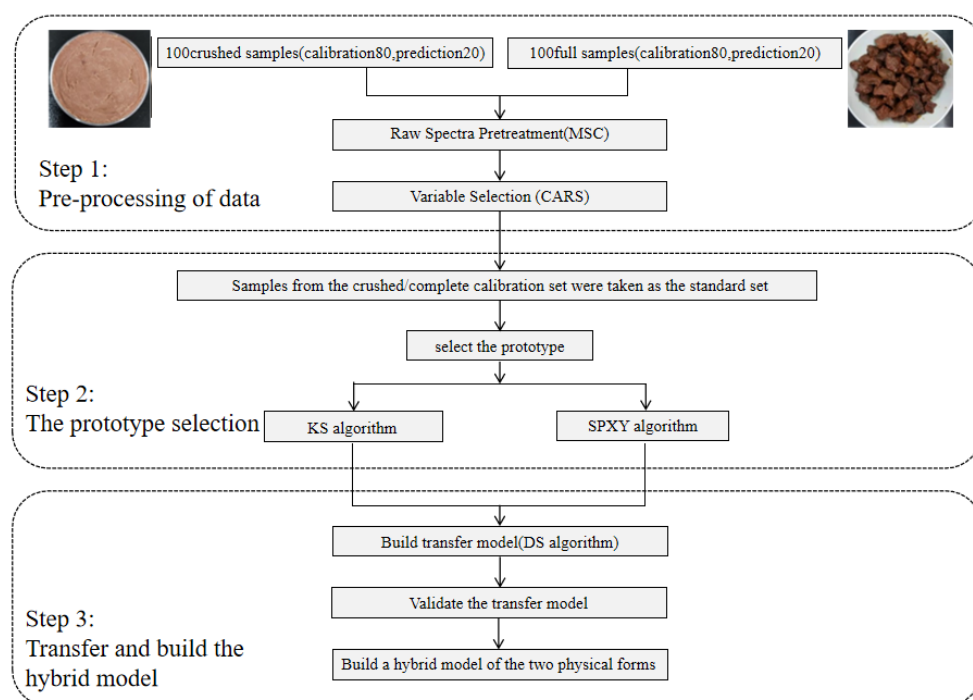 100crushed samples(calibration80,prediction20)
100full samples(calibration80,prediction20)
Raw Spectra Pretreatment(MSC)
Step 1:
Pre-processing of data
Variable Selection (CARS)
Samples from the crushed/complete calibration set were taken as the standard set
select the prototype
Step 2:
The prototype selection
KS algorithm
SPXY algorithm
Build transfer model(DS algorithm)
Validate the transfer model
Step 3:
Transfer and build the
hybrid model
Build a hybrid model of the two physical forms